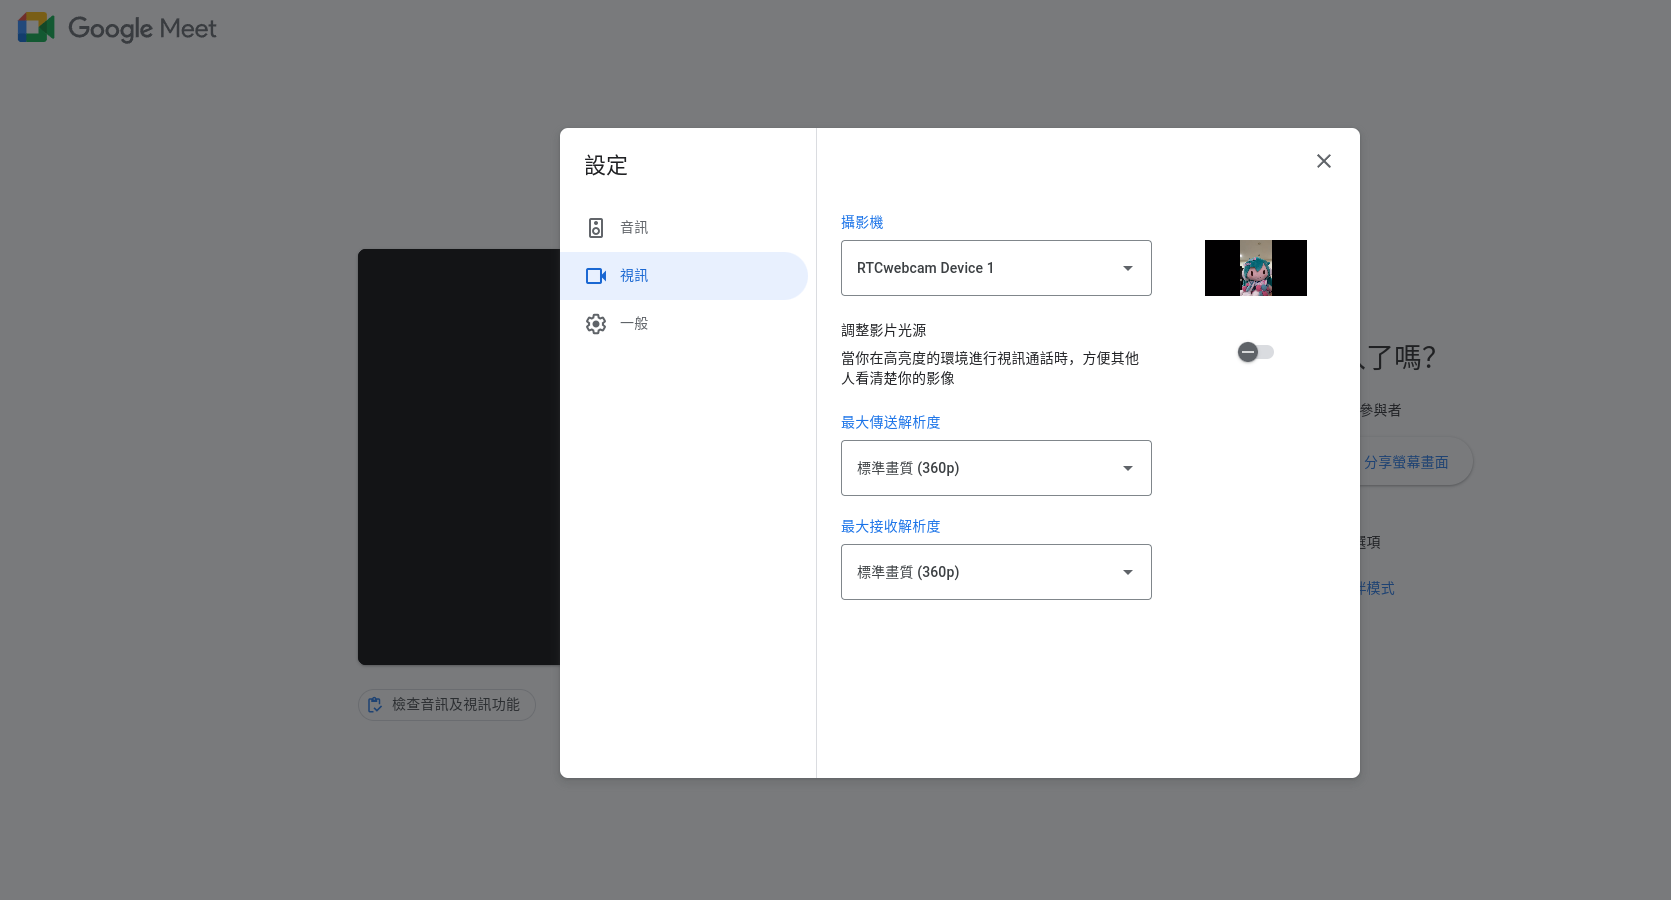 Google Meet
設定
音訊
視訊
一般
攝影機
RTCwebcam Device 1
調整影片光源
當你在高亮度的環境進行視訊通話時，方便其他
人看清楚你的影像
最大傳送解析度
標準畫質 (360p)
最大接收解析度
標準畫質 (360p)
了嗎？
參與者
分享螢幕畫面
選項
伴模式
檢查音訊及視訊功能